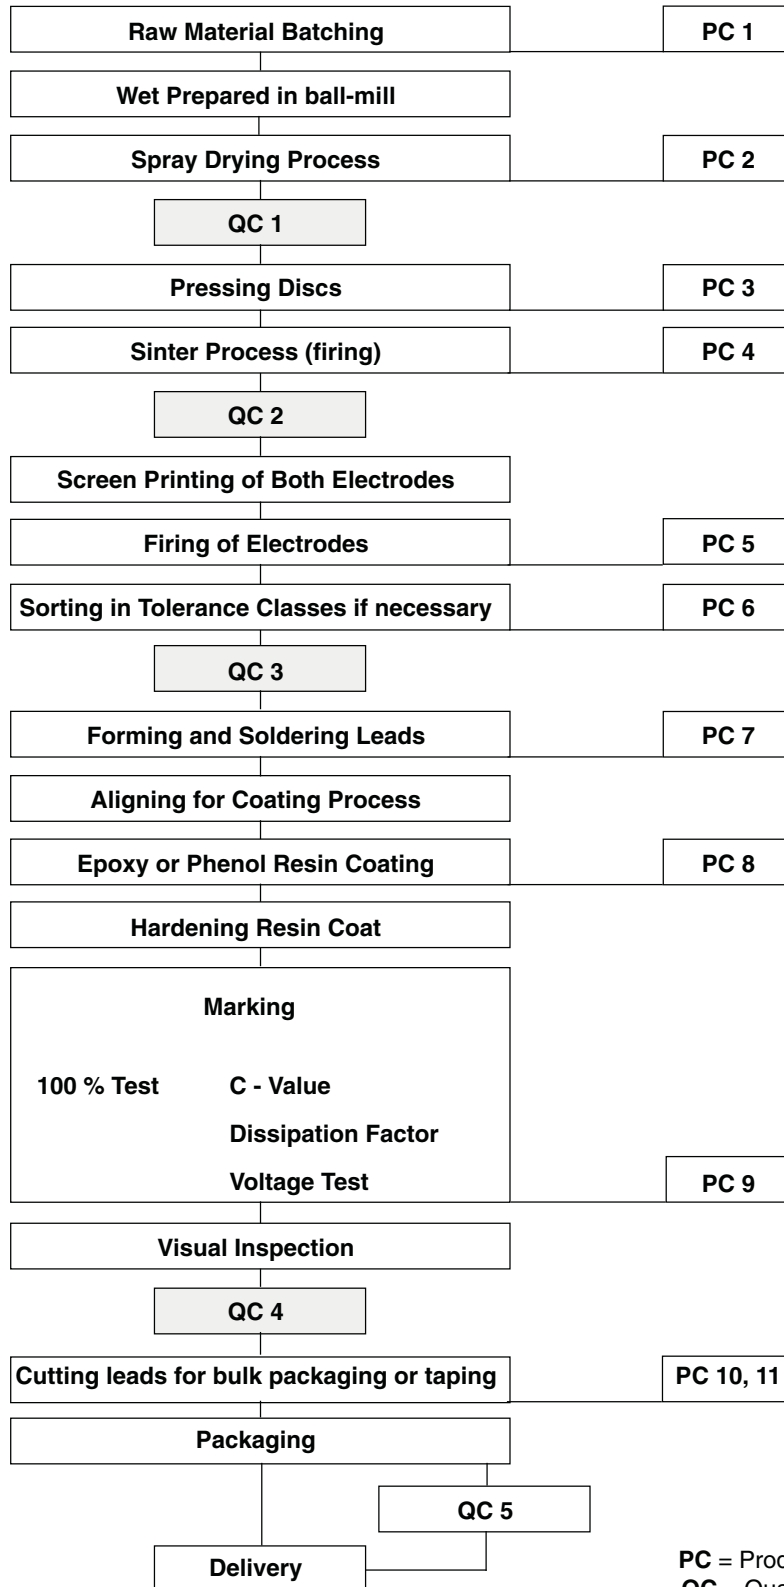 Raw Material Batching PC 1
Wet Prepared in ball-mill
Spray Drying Process PC 2
QC 1
Pressing Discs PC 3
Sinter Process (firing) PC 4
QC 2
Screen Printing of Both Electrodes
Firing of Electrodes PC 5
Sorting in Tolerance Classes if necessary PC 6
QC 3
Forming and Soldering Leads PC 7
Aligning for Coating Process
Epoxy or Phenol Resin Coating PC 8
Hardening Resin Coat
Marking
100 % Test C - Value
Dissipation Factor
Voltage Test PC 9
Visual Inspection
QC 4
Cutting leads for bulk packaging or taping PC 10, 11
Packaging
QC 5
Delivery
PC =
QC